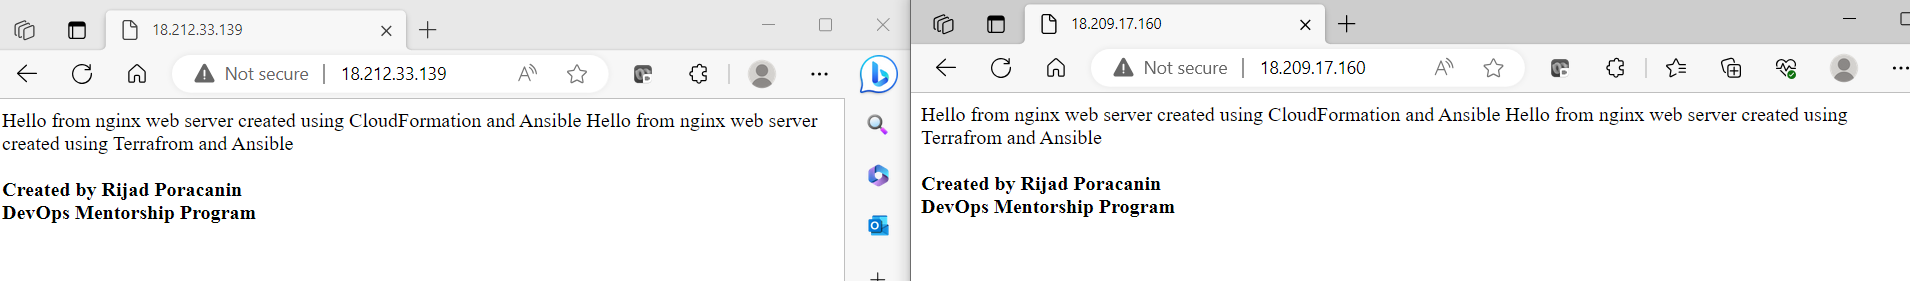 18.212.33.139
Not secure | 18.212.33.139
Hello from nginx web server created using CloudFormation and Ansible Hello from nginx web server
created using Terrafrom and Ansible
Created by Rijad Poracanin
DevOps Mentorship Program
18.209.17.160
Not secure | 18.209.17.160
Hello from nginx web server created using CloudFormation and Ansible Hello from nginx web server created using
Terrafrom and Ansible
Created by Rijad Poracanin
DevOps Mentorship Program